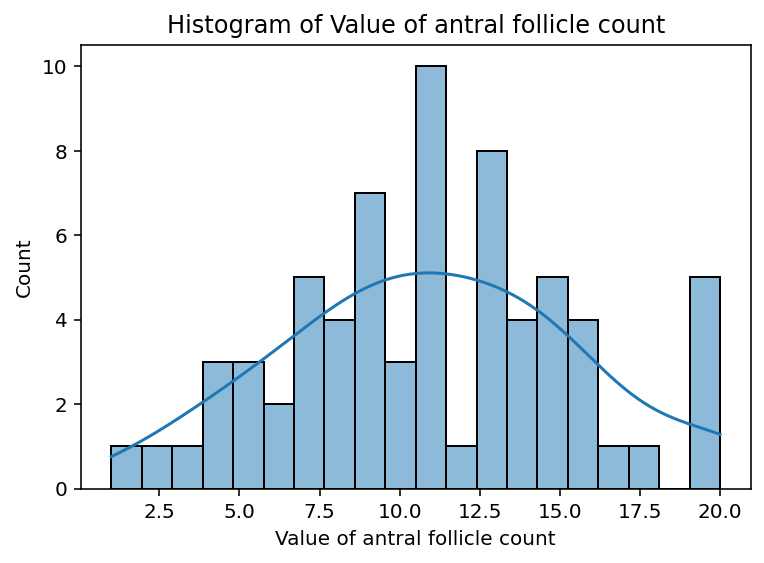 Histogram of Value of antral follicle count
10
8
6
4
2
0
Count
2.5 5.0 7.5 10.0 12.5 15.0 17.5 20.0
Value of antral follicle count